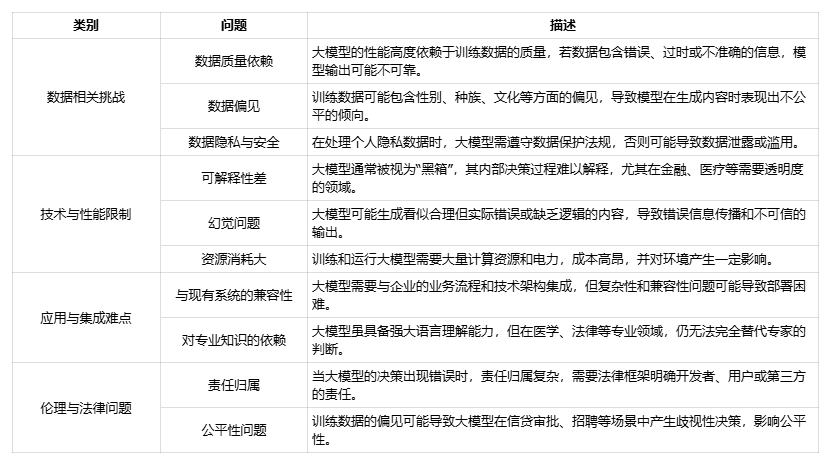 类别 问题 描述
数据相关挑战
数据质量依赖
大模型的性能高度依赖于训练数据的质量，若数据包含错误、过时或不准确的信息，模
型输出可能不可靠。
数据偏见
训练数据可能包含性别、种族、文化等方面的偏见，导致模型在生成内容时表现出不公
平的倾向。
数据隐私与安全
在处理个人隐私数据时，大模型需遵守数据保护法规，否则可能导致数据泄露或滥用。
技术与性能限制
可解释性差
大模型通常被视为“黑箱”，其内部决策过程难以解释，尤其在金融、医疗等需要透明度
的领域。
幻觉问题
大模型可能生成看似合理但实际错误或缺乏逻辑的内容，导致错误信息传播和不可信的
输出。
资源消耗大
训练和运行大模型需要大量计算资源和电力，成本高昂，并对环境产生一定影响。
应用与集成难点
与现有系统的兼容性
大模型需要与企业的业务流程和技术架构集成，但复杂性和兼容性问题可能导致部署困
难。
对专业知识的依赖
大模型虽具备强大语言理解能力，但在医学、法律等专业领域，仍无法完全替代专家的
判断。
伦理与法律问题
责任归属
当大模型的决策出现错误时，责任归属复杂，需要法律框架明确开发者、用户或第三方
的责任。
公平性问题
训练数据的偏见可能导致大模型在信贷审批、招聘等场景中产生歧视性决策，影响公平
性。